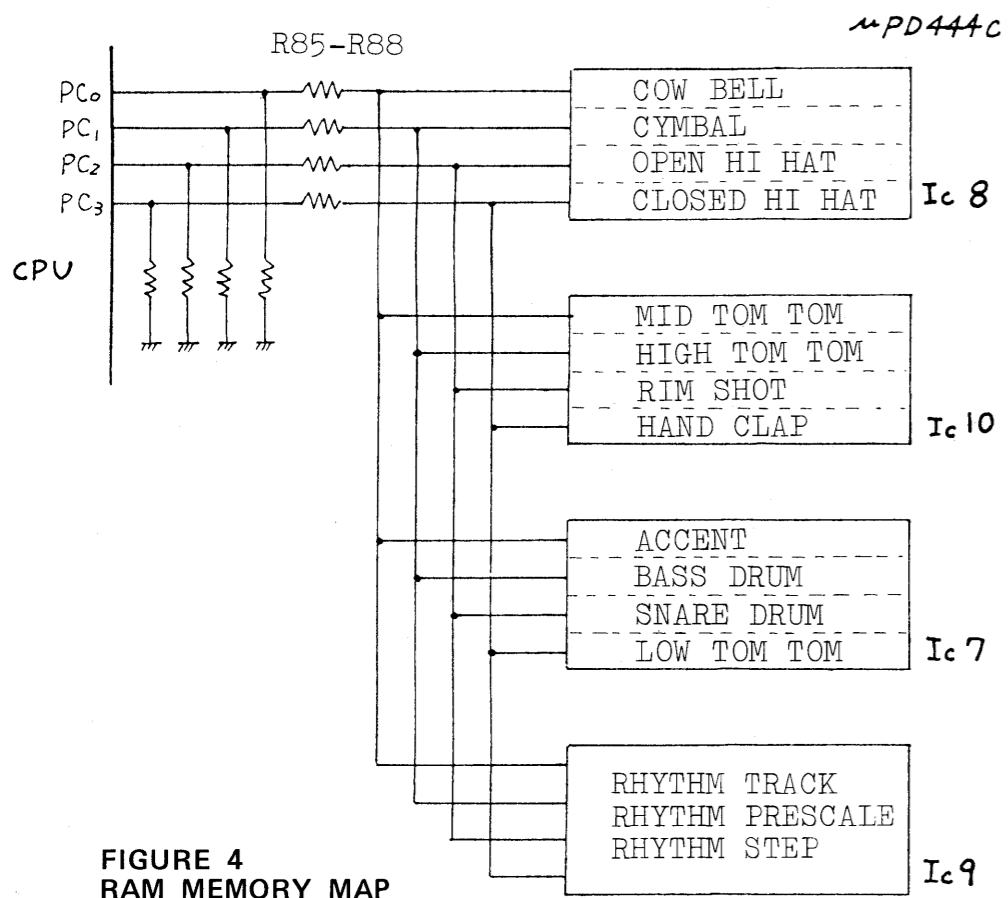 μPD444C
R85-R88
PC0
PC1
PC2
PC3
CPU
COW BELL
CYMBAL
OPEN HI HAT
CLOSED HI HAT
Ic 8
MID TOM TOM
HIGH TOM TOM
RIM SHOT
HAND CLAP
Ic 10
ACCENT
BASS DRUM
SNARE DRUM
LOW TOM TOM
Ic 7
RHYTHM TRACK
RHYTHM PRESCALE
RHYTHM STEP
Ic 9
FIGURE 4
RAM MEMORY MAP